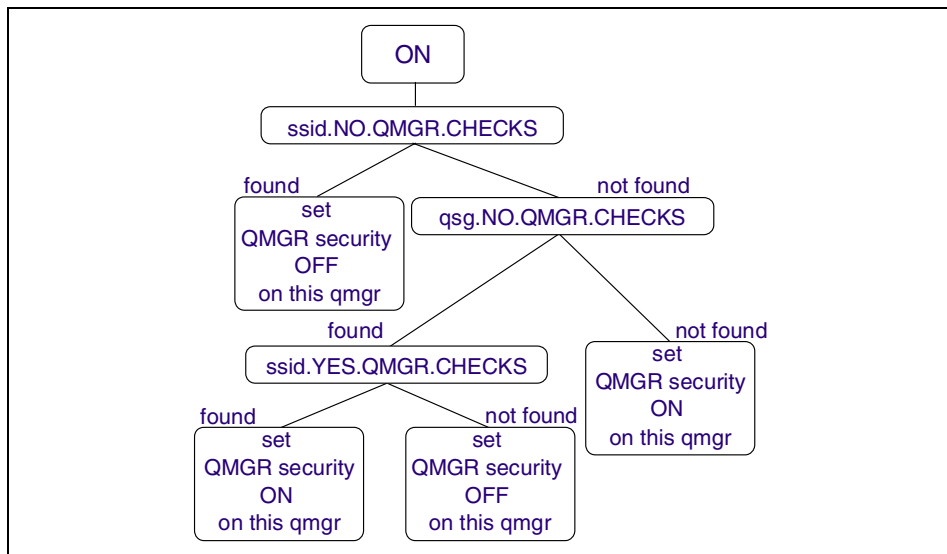 ON
ssid.NO.QMGR.CHECKS
found
not found
set
QMGR security
OFF
on this qmgr
qsg.NO.QMGR.CHECKS
found
not found
ssid.YES.QMGR.CHECKS
set
QMGR security
ON
on this qmgr
found
not found
set
QMGR security
ON
on this qmgr
set
QMGR security
OFF
on this qmgr